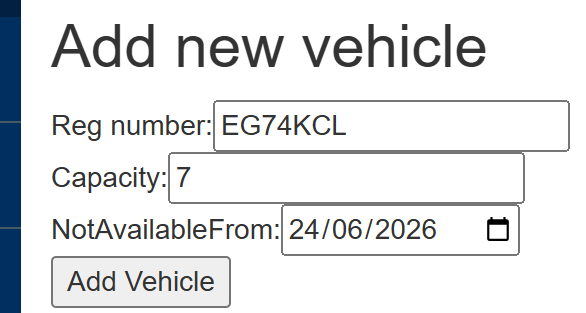 Add new vehicle
Reg number: EG74KCL
Capacity: 7
NotAvailableFrom: 24/06/2026
Add Vehicle